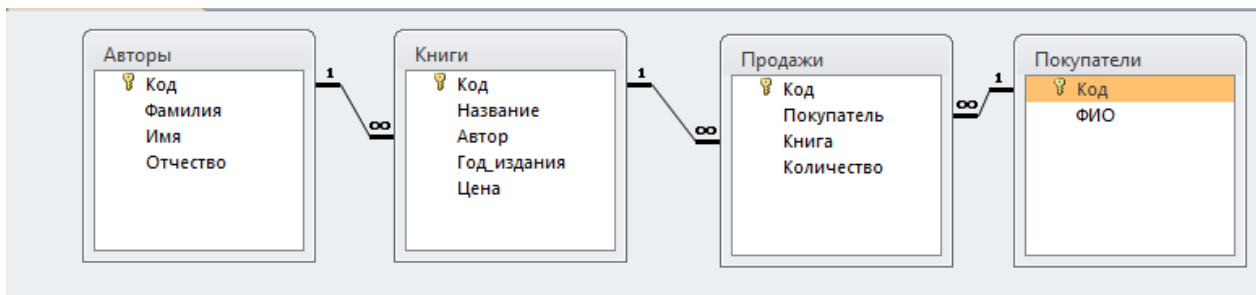 Авторы
Код
Фамилия
Имя
Отчество
1
∞
Книги
Код
Название
Автор
Год_издания
Цена
1
∞
Продажи
Код
Покупатель
Книга
Количество
∞
1
Покупатели
Код
ФИО